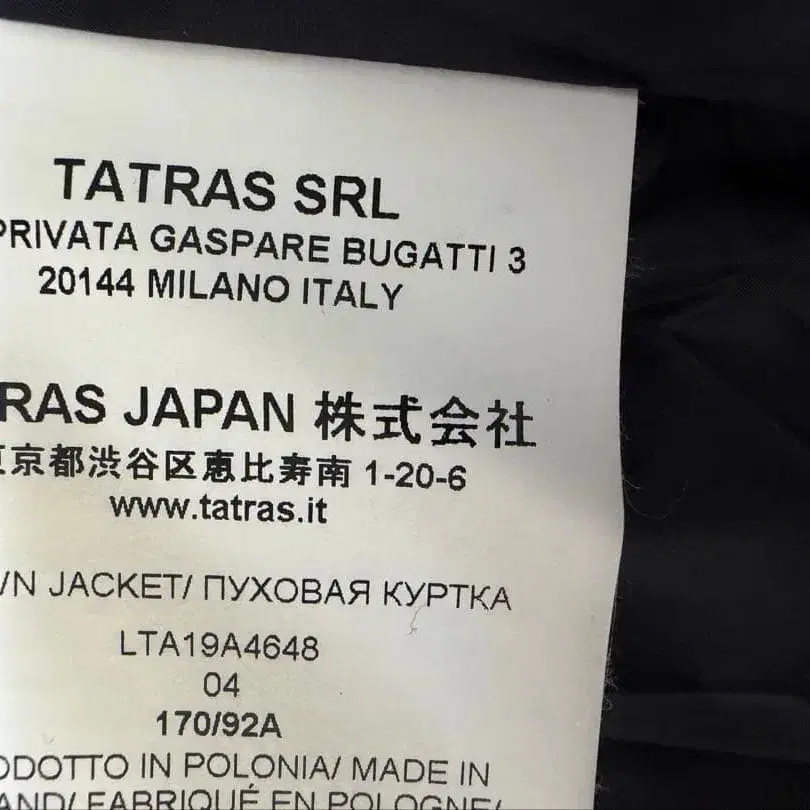 TATRAS SRL
PRIVATA GASPARE BUGATTI 3
20144 MILANO ITALY
RAS JAPAN 株式会社
京都渋谷区恵比寿南 1-20-6
www.tatras.it
N JACKET/ ПУХОВАЯ КУРТКА
LTA19A4648
04
170/92A
ODOTTO IN POLONIA/ MADE IN
AND/ FABRIQUÉ EN POLOGNE/